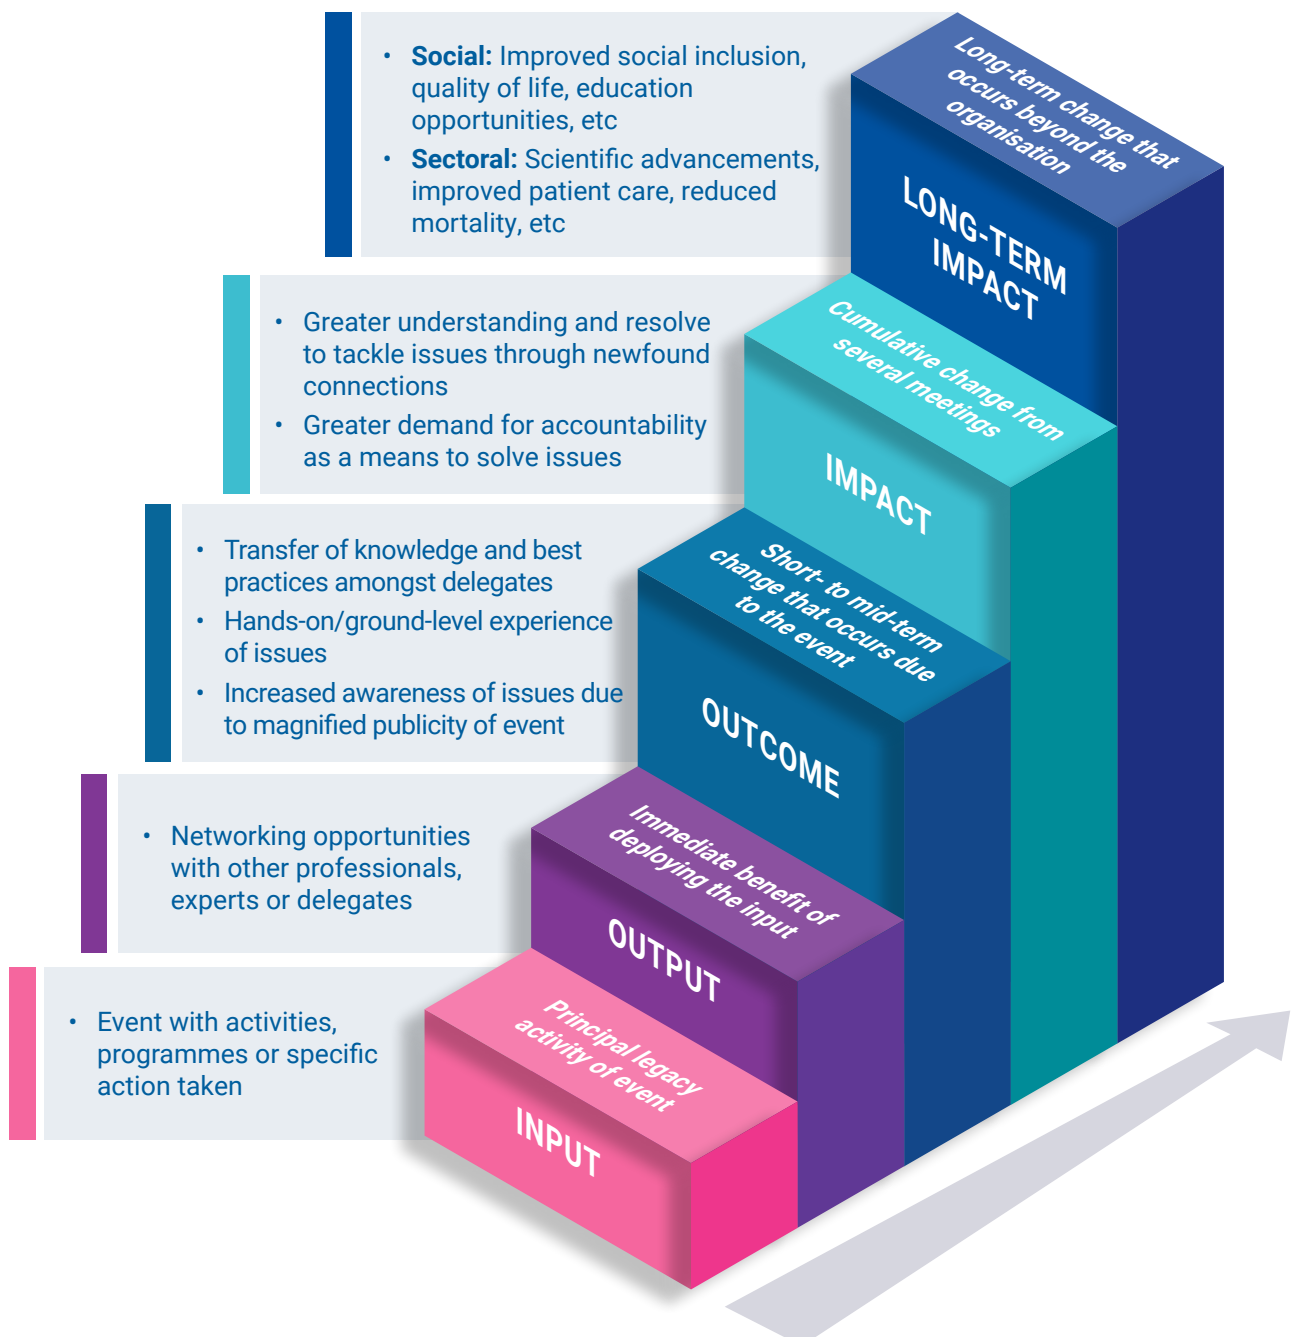 • Social: Improved social inclusion,
quality of life, education
opportunities, etc
• Sectoral: Scientific advancements,
improved patient care, reduced
mortality, etc
Long-term change that
occurs beyond the
organisation
LONG-TERM
IMPACT
• Greater understanding and resolve
to tackle issues through newfound
connections
• Greater demand for accountability
as a means to solve issues
Cumulative change from
several meetings
IMPACT
• Transfer of knowledge and best
practices amongst delegates
• Hands-on/ground-level experience
of issues
• Increased awareness of issues due
to magnified publicity of event
Short- to mid-term
change that occurs due
to the event
OUTCOME
• Networking opportunities
with other professionals,
experts or delegates
Immediate benefit of
deploying the input
OUTPUT
• Event with activities,
programmes or specific
action taken
Principal legacy
activity of event
INPUT